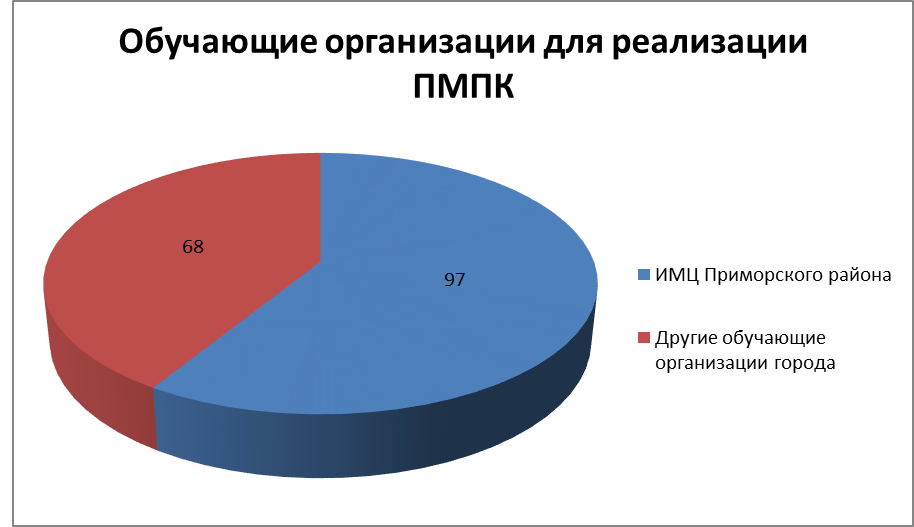 Обучающие организации для реализации
ПМПК
68
97
ИМЦ Приморского района
Другие обучающие
организации города